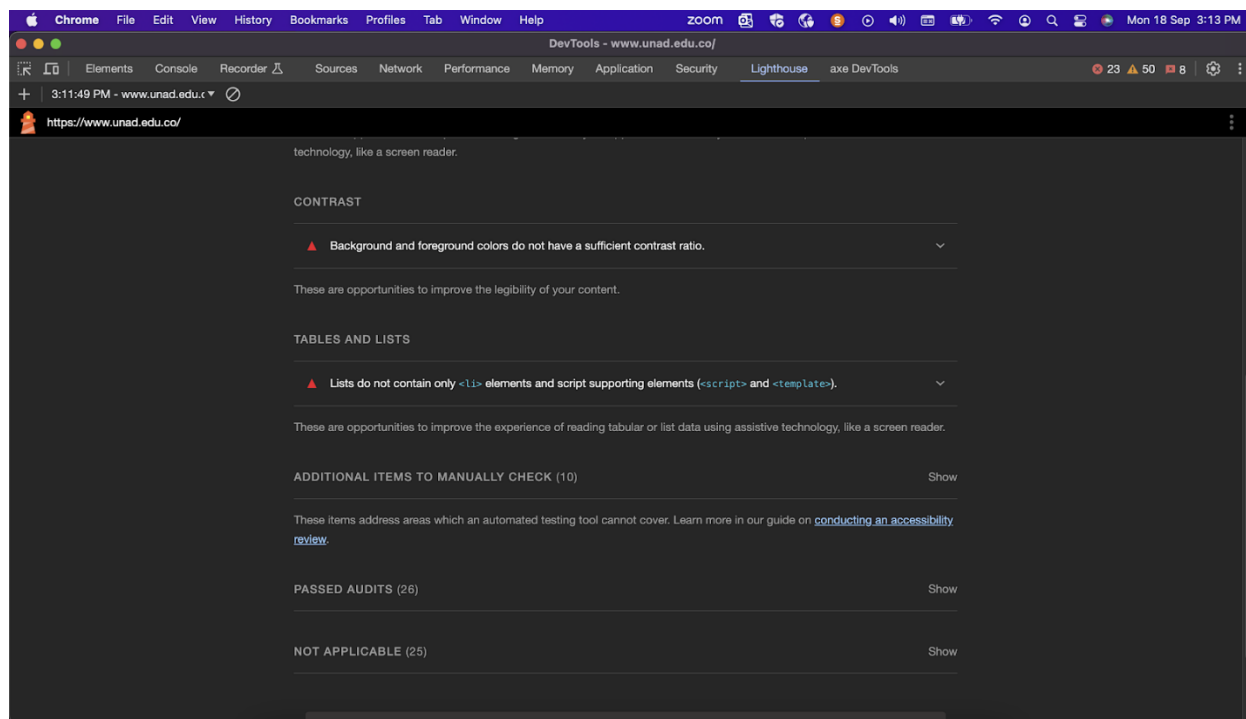 Chrome File Edit View History Bookmarks Profiles Tab Window Help zoom Mon 18 Sep 3:13 PM
DevTools - www.unad.edu.co/
Elements Console Recorder Sources Network Performance Memory Application Security Lighthouse axe DevTools 23 50 8
+ 3:11:49 PM - www.unad.edu.c
https://www.unad.edu.co/
technology, like a screen reader.
CONTRAST
Background and foreground colors do not have a sufficient contrast ratio.
These are opportunities to improve the legibility of your content.
TABLES AND LISTS
Lists do not contain only <li> elements and script supporting elements (<script> and <template>).
These are opportunities to improve the experience of reading tabular or list data using assistive technology, like a screen reader.
ADDITIONAL ITEMS TO MANUALLY CHECK (10) Show
These items address areas which an automated testing tool cannot cover. Learn more in our guide on conducting an accessibility
review.
PASSED AUDITS (26) Show
NOT APPLICABLE (25) Show